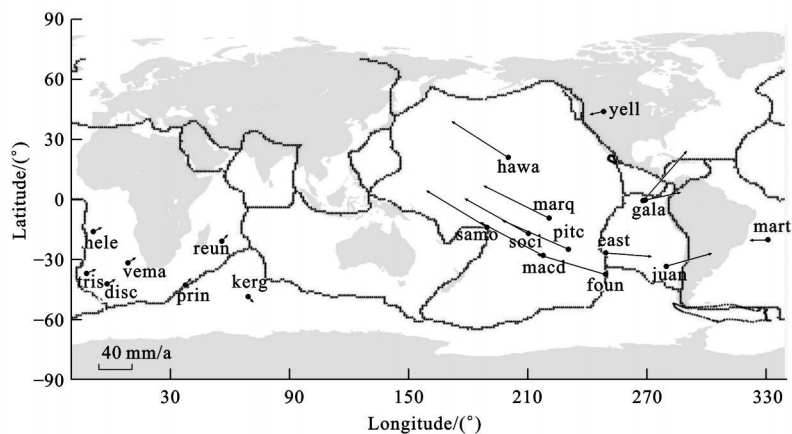 90
60
30
0
−30
−60
−90
Latitude/(°)
yell
hawa
marq
gala
samo
soci
pitc
east
mart
macd
foun
juan
hele
reun
vema
ris
disc
prin
kerg
40 mm/a
30
90
150
210
270
330
Longitude/(°)